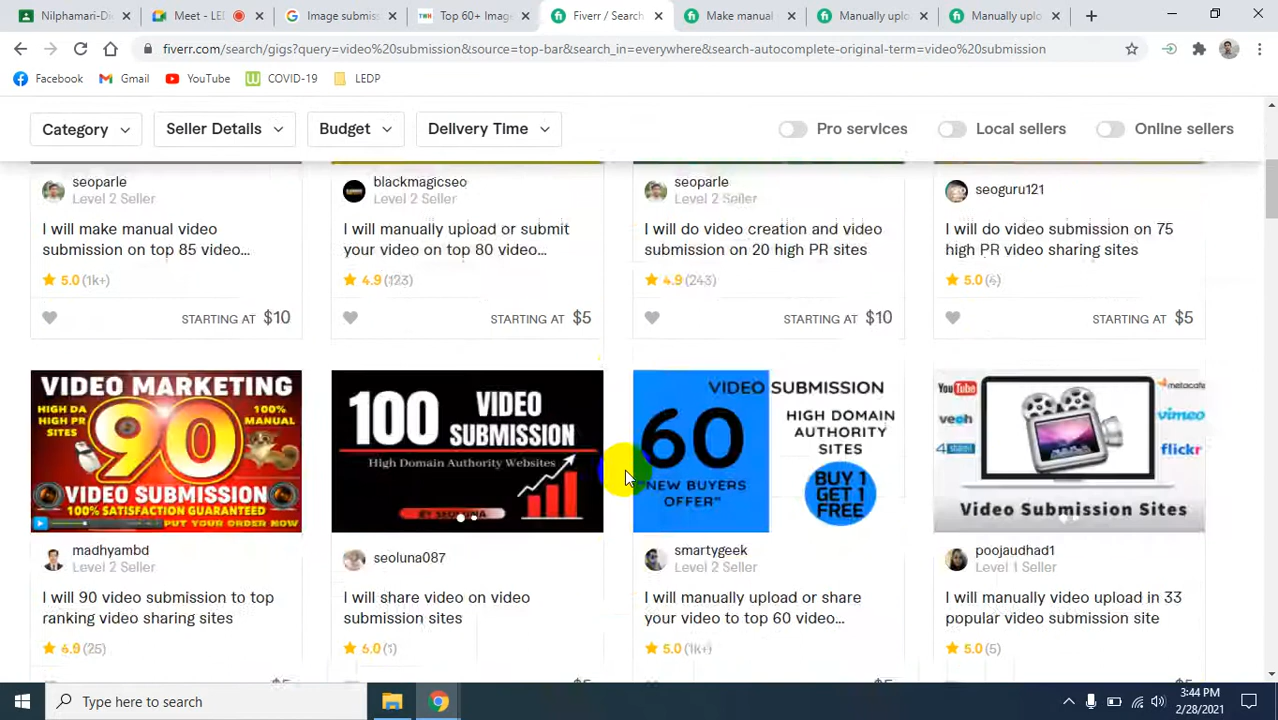 Nilphamari-Di
Meet - LE
Image submis
TWH Top 60+ Imag
Fiverr / Search
Make manual
Manually uplo
Manually uplo
fiverr.com/search/gigs?query=video%20submission&source=top-bar&search_in=everywhere&search-autocomplete-original-term=video%20submission
Facebook
Gmail
YouTube
COVID-19
LEDP
Category
Seller Details
Budget
Delivery Time
Pro services
Local sellers
Online sellers
seoparle
Level 2 Seller
I will make manual video
submission on top 85 video...
5.0 (1k+)
STARTING AT $10
blackmagicseo
Level 2 Seller
I will manually upload or submit
your video on top 80 video...
4.9 (123)
STARTING AT $5
seoparle
Level 2 Seller
I will do video creation and video
submission on 20 high PR sites
4.9 (243)
STARTING AT $10
seoguru121
I will do video submission on 75
high PR video sharing sites
STARTING AT $5
VIDEO MARKETING
HIGH DA
HIGH PR
SITES
90
100%
MANUAL
VIDEO SUBMISSION
100% SATISFACTION GUARANTEED
PUT YOUR ORDER NOW
madhyambd
Level 2 Seller
I will 90 video submission to top
ranking video sharing sites
(25)
100 VIDEO
SUBMISSION
High Domain Authority Websites
seoluna087
I will share video on video
submission sites
VIDEO SUBMISSION
60
"NEW BUYERS
OFFER"
HIGH DOMAIN
AUTHORITY
SITES
BUY 1
GET 1
FREE
smartygeek
Level 2 Seller
I will manually upload or share
your video to top 60 video...
5.0 (1k+)
YouTube
metacafe
veoh
vimeo
4shared
flickr
Video Submission Sites
poojaudhad1
Level 1 Seller
I will manually video upload in 33
popular video submission site
5.0 (5)
Type here to search
3:44 PM
2/28/2021